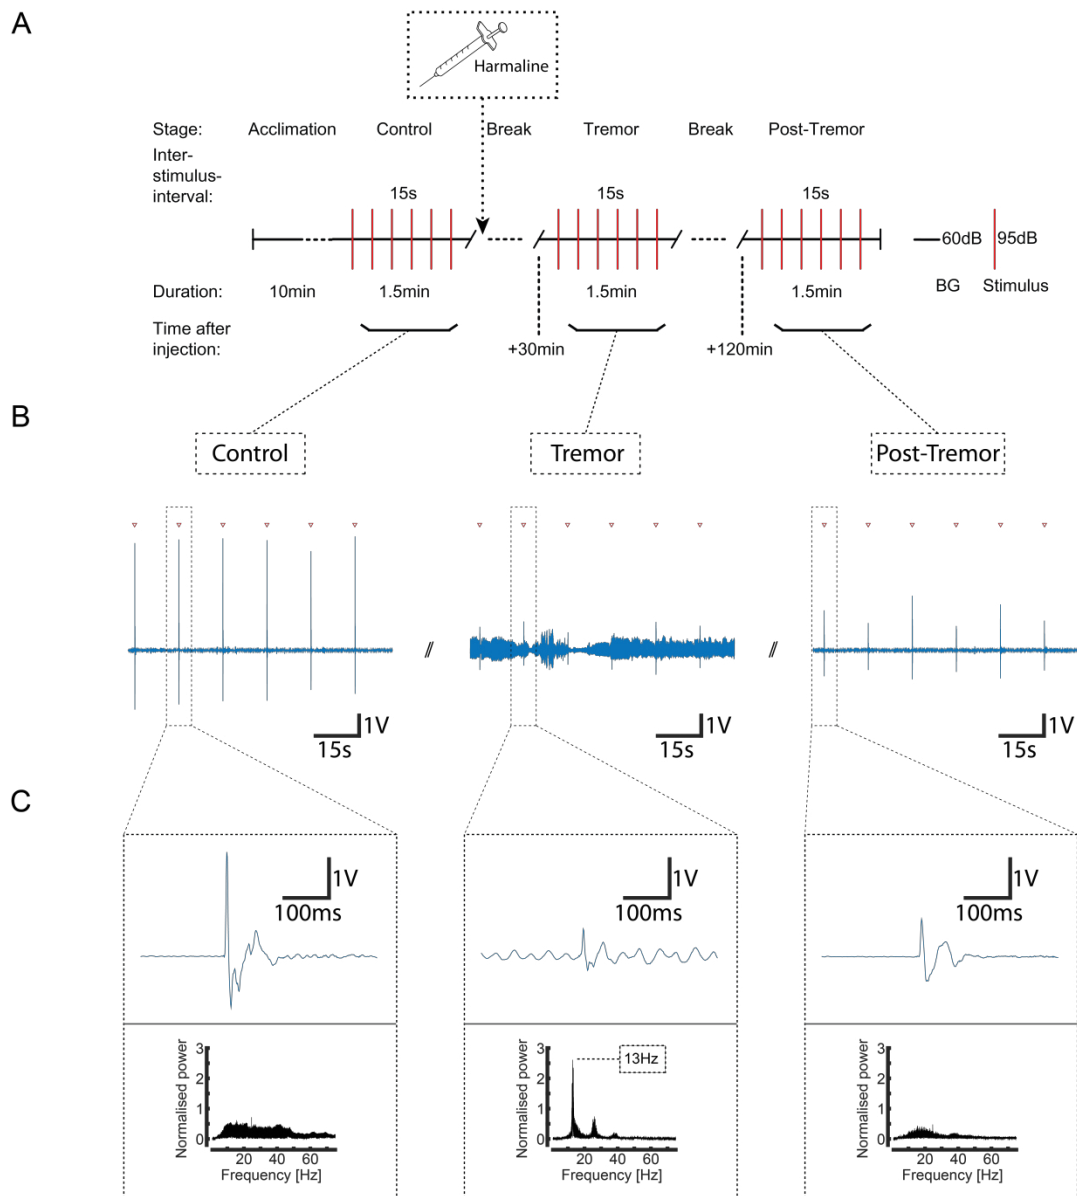 A
Harmaline
Stage: Acclimation Control Break Tremor Break Post-Tremor
Inter-
stimulus-
interval:
15s 15s 15s
60dB 95dB
Duration: 10min 1.5min 1.5min 1.5min BG Stimulus
Time after
injection:
+30min +120min
B
Control Tremor Post-Tremor
// //
1V 1V 1V
15s 15s 15s
C
1V 1V 1V
100ms 100ms 100ms
Normalised power
3
2
1
0
20 40 60
Frequency [Hz]
13Hz
Normalised power
3
2
1
0
20 40 60
Frequency [Hz]
Normalised power
3
2
1
0
20 40 60
Frequency [Hz]